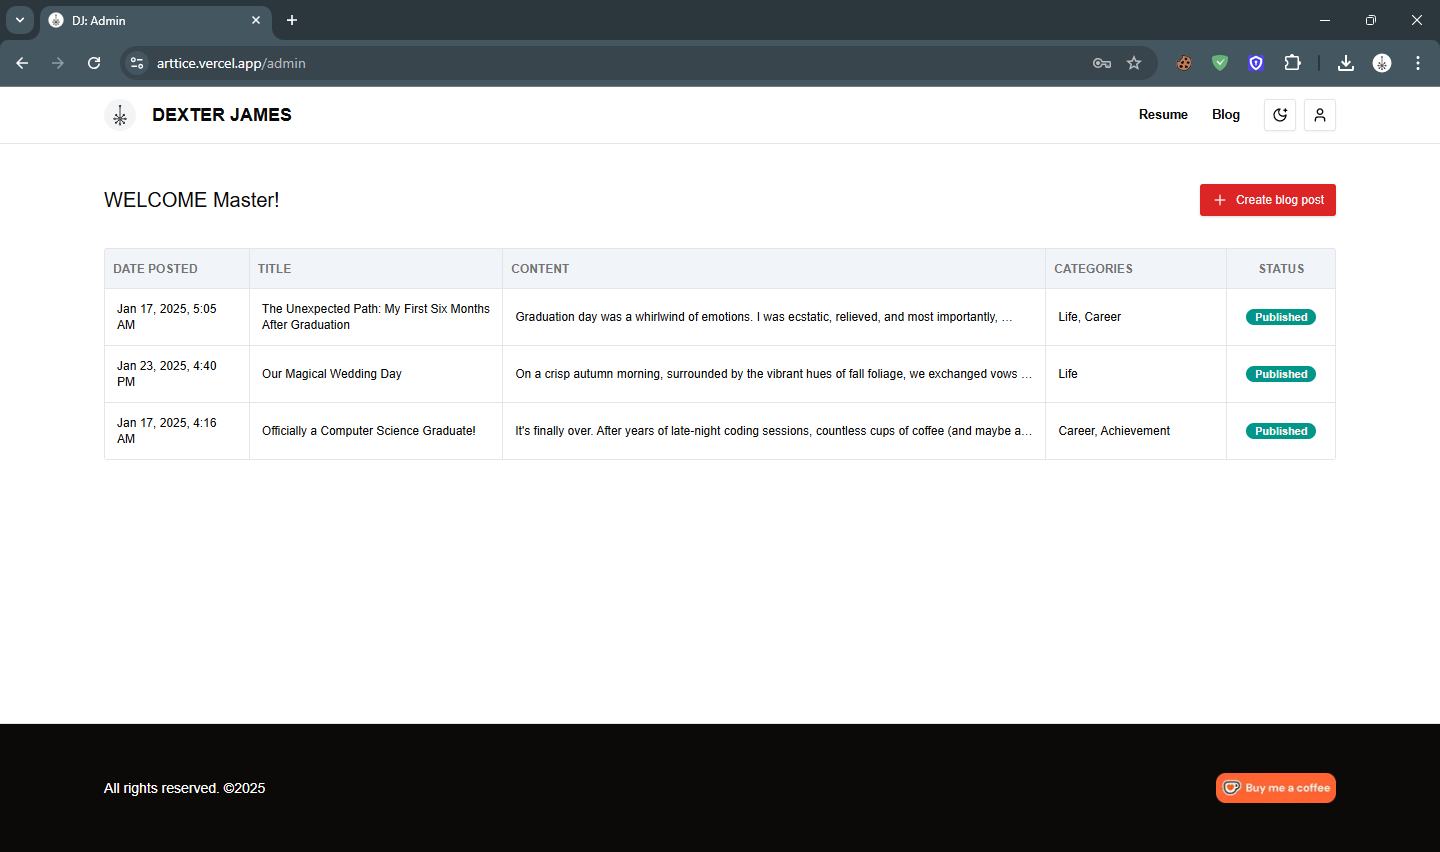 DJ: Admin
arttice.vercel.app/admin
DEXTER JAMES
Resume
Blog
WELCOME Master!
Create blog post
DATE POSTED
TITLE
CONTENT
CATEGORIES
STATUS
Jan 17, 2025, 5:05
AM
The Unexpected Path: My First Six Months
After Graduation
Graduation day was a whirlwind of emotions. I was ecstatic, relieved, and most importantly, ...
Life, Career
Published
Jan 23, 2025, 4:40
PM
Our Magical Wedding Day
On a crisp autumn morning, surrounded by the vibrant hues of fall foliage, we exchanged vows ...
Life
Published
Jan 17, 2025, 4:16
AM
Officially a Computer Science Graduate!
It's finally over. After years of late-night coding sessions, countless cups of coffee (and maybe a...
Career, Achievement
Published
All rights reserved. ©2025
Buy me a coffee